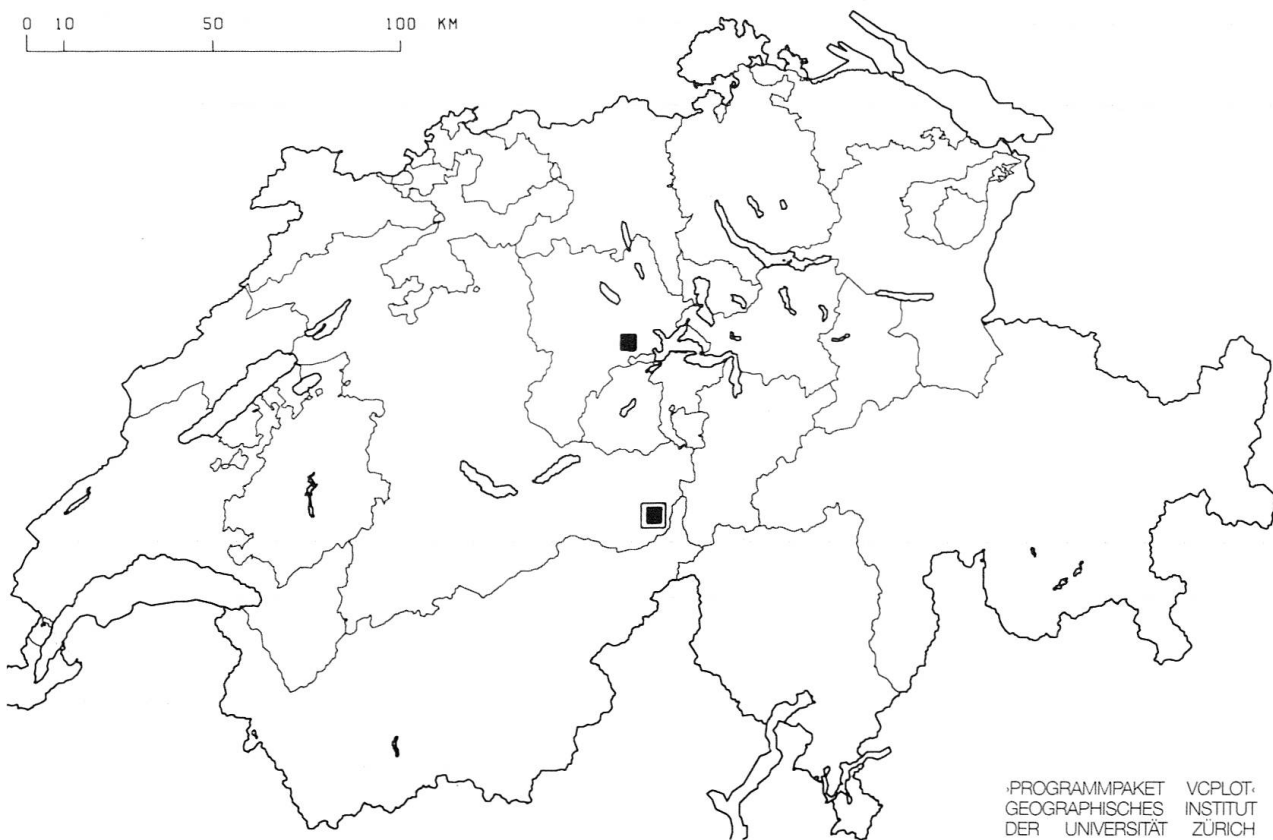 0 10 50 100 KM
›PROGRAMMPAKET VCPLOT‹
GEOGRAPHISCHES INSTITUT
DER UNIVERSITÄT ZÜRICH